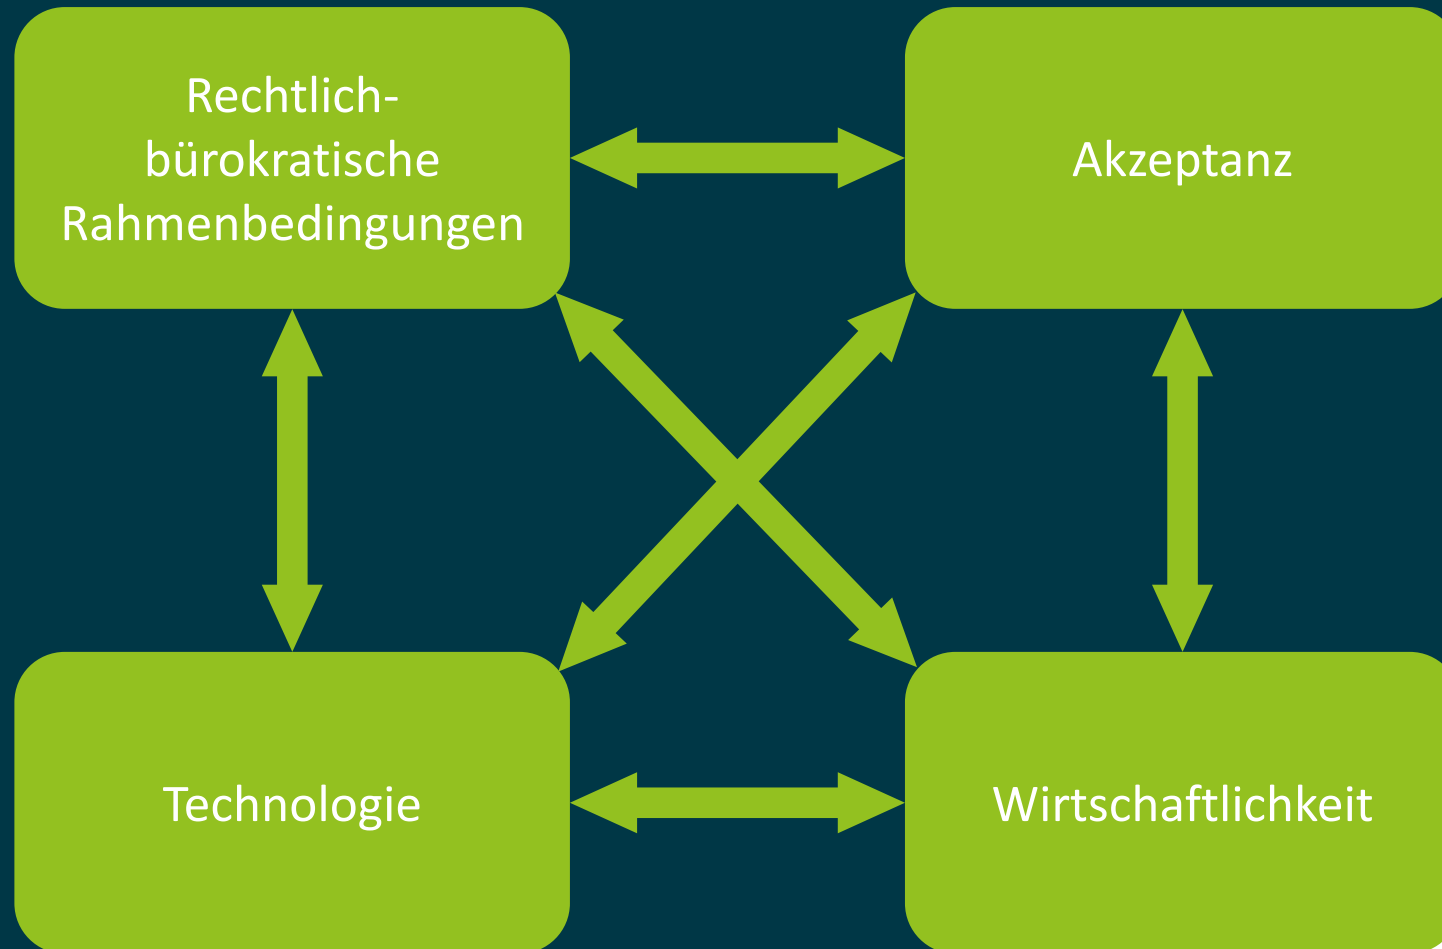 Rechtlich-
bürokratische
Rahmenbedingungen
Akzeptanz
Technologie
Wirtschaftlichkeit